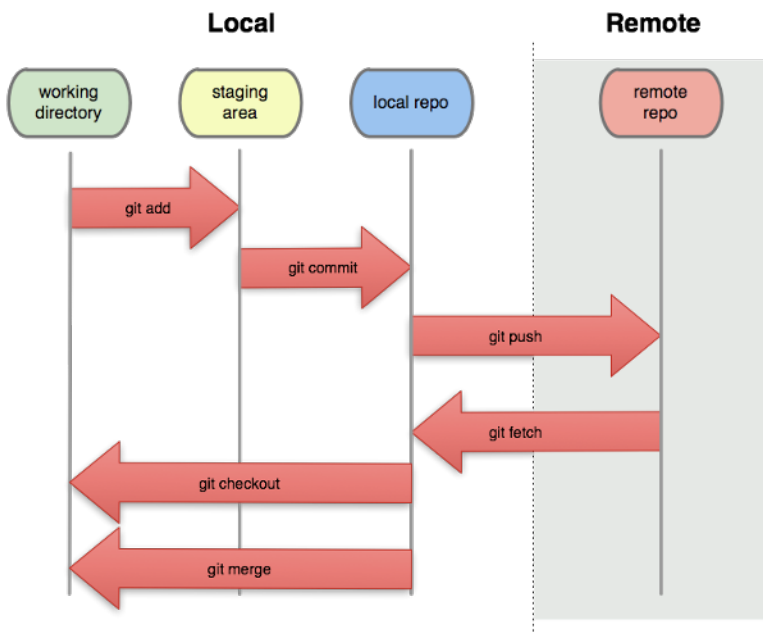 Local
Remote
working
directory
staging
area
local repo
remote
repo
git add
git commit
git push
git fetch
git checkout
git merge